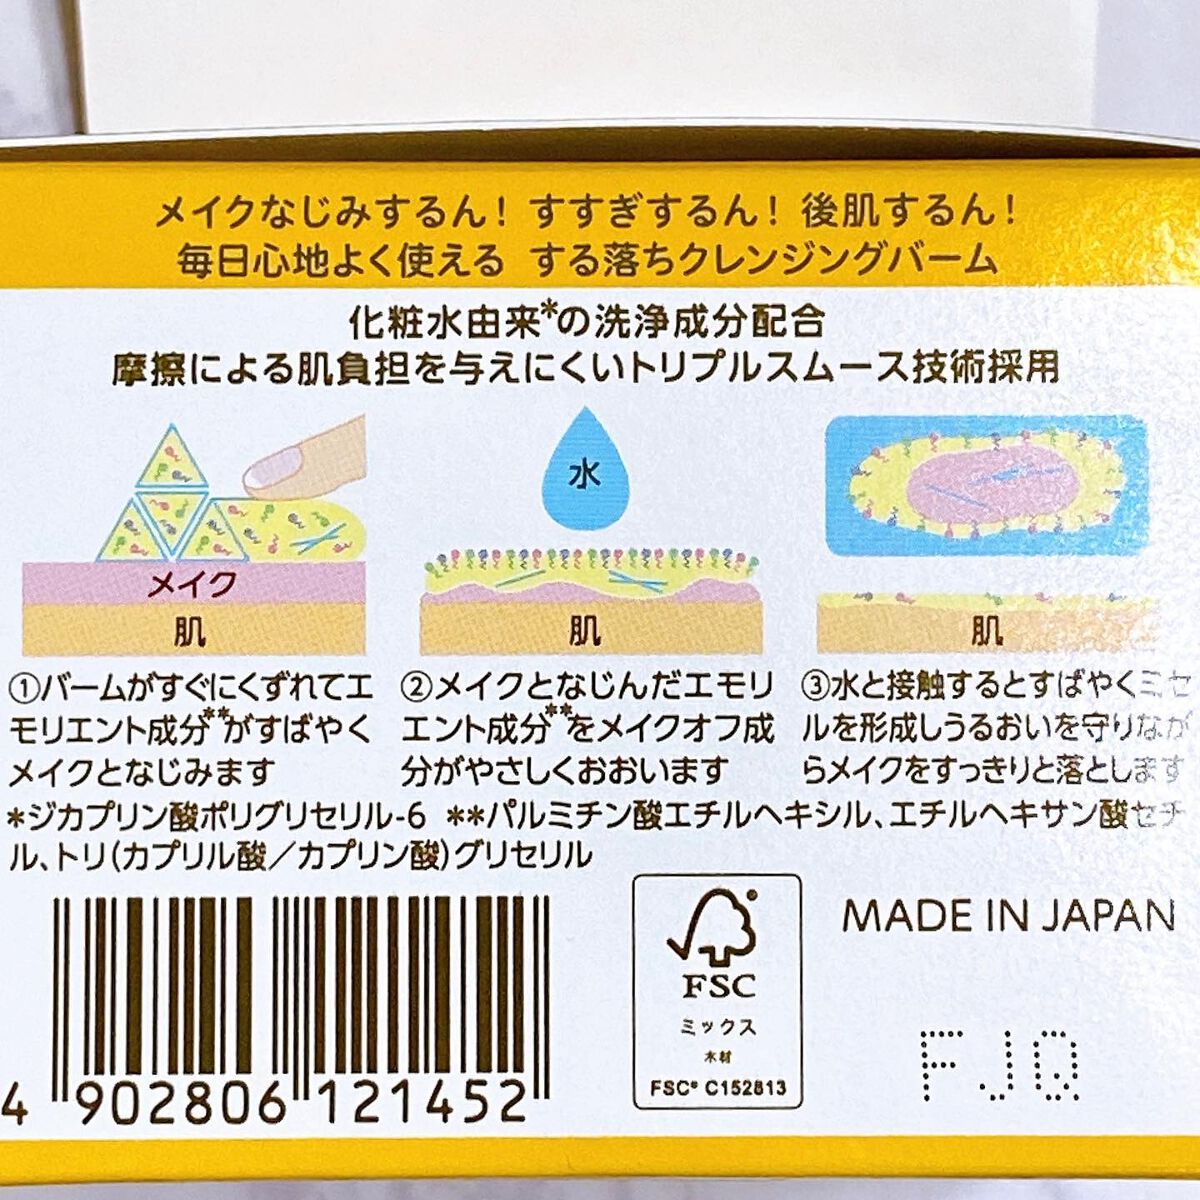 メイクなじみするん! すすぎするん! 後肌するん!
毎日心地よく使える する落ちクレンジングバーム
化粧水由来*の洗浄成分配合
摩擦による肌負担を与えにくいトリプルスムース技術採用
メイク
肌
水
肌
肌
①バームがすぐにくずれてエ
モリエント成分**がすばやく
メイクとなじみます
②メイクとなじんだエモリ
エント成分**をメイクオフ成
分がやさしくおおいます
③水と接触するとすばやくミセ
ルを形成しうるおいを守りなが
らメイクをすっきりと落とします
*ジカプリン酸ポリグリセリル-6 **パルミチン酸エチルヘキシル、エチルヘキサン酸セチ
ル、トリ(カプリル酸/カプリン酸)グリセリル
4 902806 121452
FSC
ミックス
木材
FSC® C152813
MADE IN JAPAN
FJQ